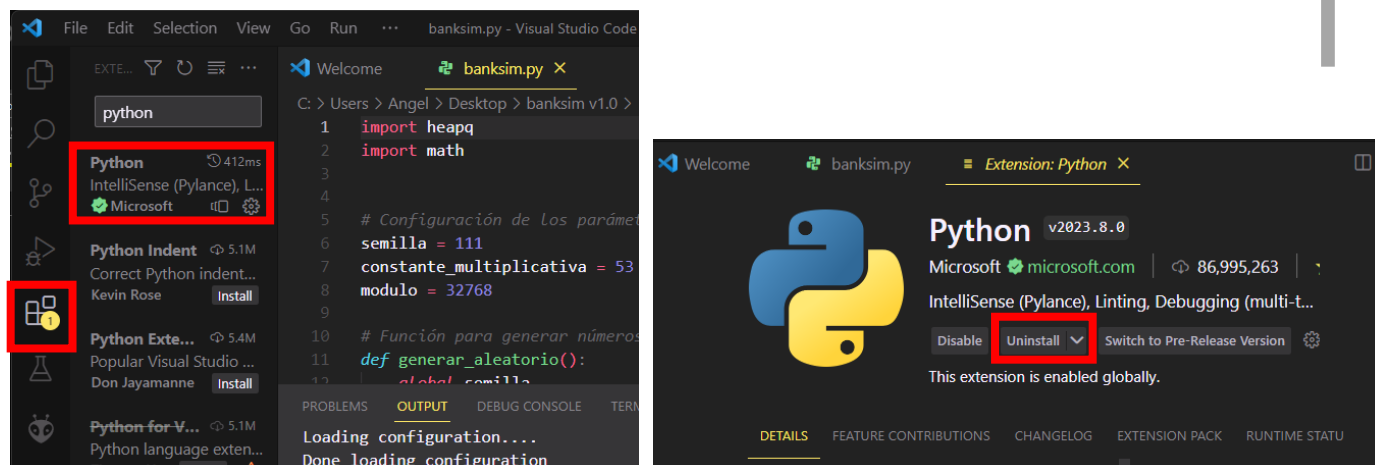 File Edit Selection View Go Run ··· banksim.py - Visual Studio Code
EXTE... ···
python
Python 412ms
IntelliSense (Pylance), L...
Microsoft
Python Indent 5.1M
Correct Python indent...
Kevin Rose Install
Python Exte... 5.4M
Popular Visual Studio ...
Don Jayamanne Install
Python for V... 5.1M
Python language exten...
1
Welcome banksim.py
C: > Users > Angel > Desktop > banksim v1.0 >
1 import heapq
2 import math
3
4
5 # Configuración de los parámet
6 semilla = 111
7 constante_multiplicativa = 53
8 modulo = 32768
9
10 # Función para generar números
11 def generar_aleatorio():
12 global semilla
PROBLEMS OUTPUT DEBUG CONSOLE TERM
Loading configuration....
Done loading configuration
Welcome banksim.py Extension: Python
Python v2023.8.0
Microsoft microsoft.com 86,995,263
IntelliSense (Pylance), Linting, Debugging (multi-t...
Disable Uninstall Switch to Pre-Release Version
This extension is enabled globally.
DETAILS FEATURE CONTRIBUTIONS CHANGELOG EXTENSION PACK RUNTIME STATU